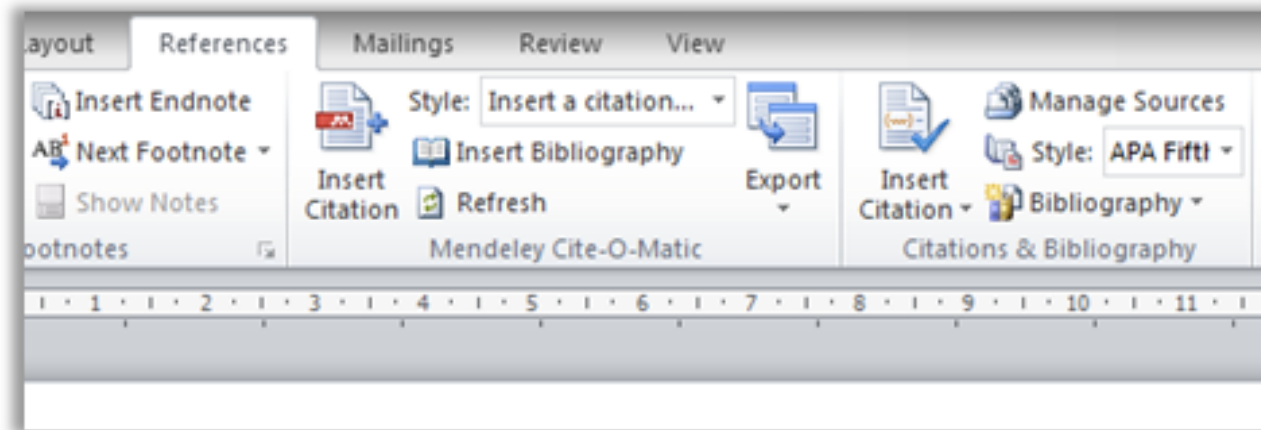 ayout References Mailings Review View
Insert Endnote
AB¹ Next Footnote
Show Notes
ootnotes
Insert
Citation
Style: Insert a citation...
Insert Bibliography
Refresh
Export
Mendeley Cite-O-Matic
Insert
Citation
Manage Sources
Style: APA Fifth
Bibliography
Citations & Bibliography
1 2 3 4 5 6 7 8 9 10 11